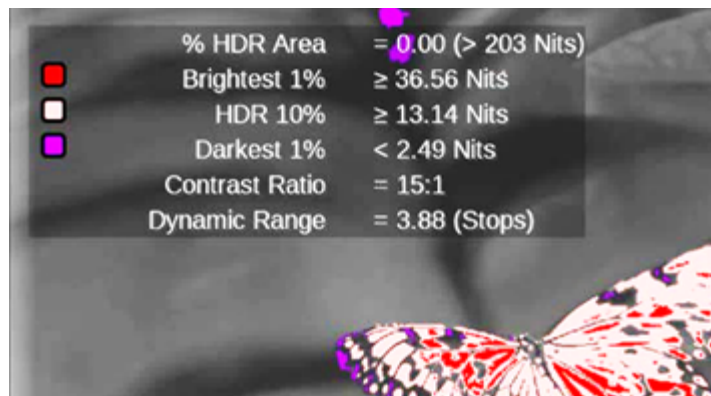 % HDR Area = 0.00 (> 203 Nits)
Brightest 1% ≥ 36.56 Nits
HDR 10% ≥ 13.14 Nits
Darkest 1% < 2.49 Nits
Contrast Ratio = 15:1
Dynamic Range = 3.88 (Stops)